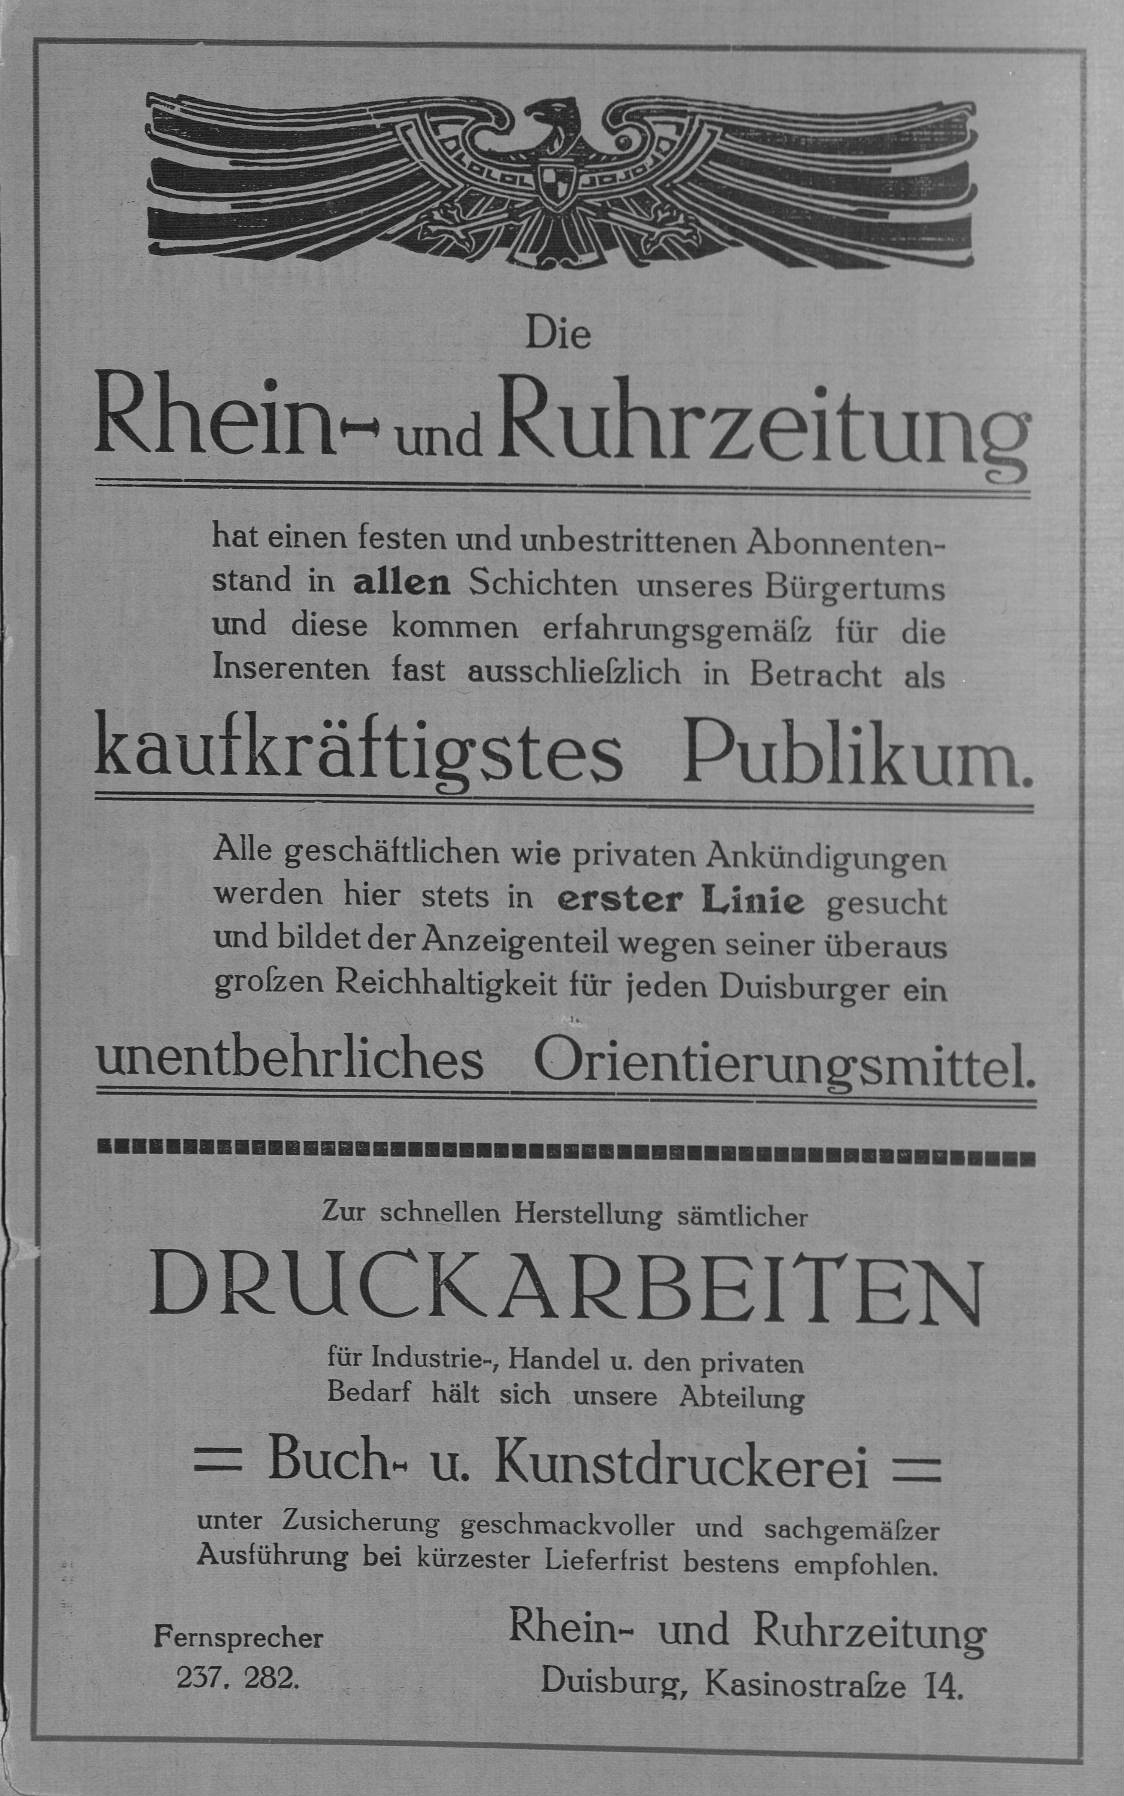 Die
Rhein- und Ruhrzeitung
hat einen festen und unbestrittenen Abonnenten-
stand in allen Schichten unseres Bürgertums
und diese kommen erfahrungsgemäſz für die
Inserenten fast ausschlieſzlich in Betracht als
kaufkräftigstes Publikum.
Alle geschäftlichen wie privaten Ankündigungen
werden hier stets in erster Linie gesucht
und bildet der Anzeigenteil wegen seiner überaus
groſzen Reichhaltigkeit für jeden Duisburger ein
unentbehrliches Orientierungsmittel.
Zur schnellen Herstellung sämtlicher
DRUCKARBEITEN
für Industrie-, Handel u. den privaten
Bedarf hält sich unsere Abteilung
= Buch- u. Kunstdruckerei =
unter Zusicherung geschmackvoller und sachgemäſzer
Ausführung bei kürzester Lieferfrist bestens empfohlen.
Fernsprecher
237. 282.
Rhein- und Ruhrzeitung
Duisburg, Kasinostraſze 14.